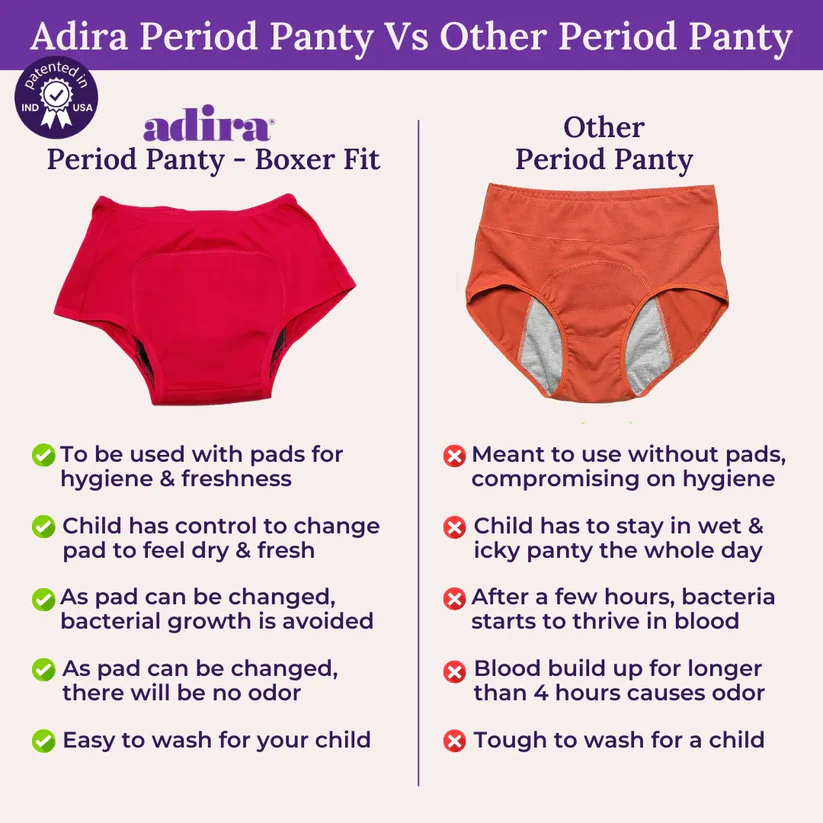 Adira Period Panty Vs Other Period Panty
patented in
IND USA
adira®
Period Panty - Boxer Fit
Other
Period Panty
To be used with pads for
hygiene & freshness
Child has control to change
pad to feel dry & fresh
As pad can be changed,
bacterial growth is avoided
As pad can be changed,
there will be no odor
Easy to wash for your child
Meant to use without pads,
compromising on hygiene
Child has to stay in wet &
icky panty the whole day
After a few hours, bacteria
starts to thrive in blood
Blood build up for longer
than 4 hours causes odor
Tough to wash for a child